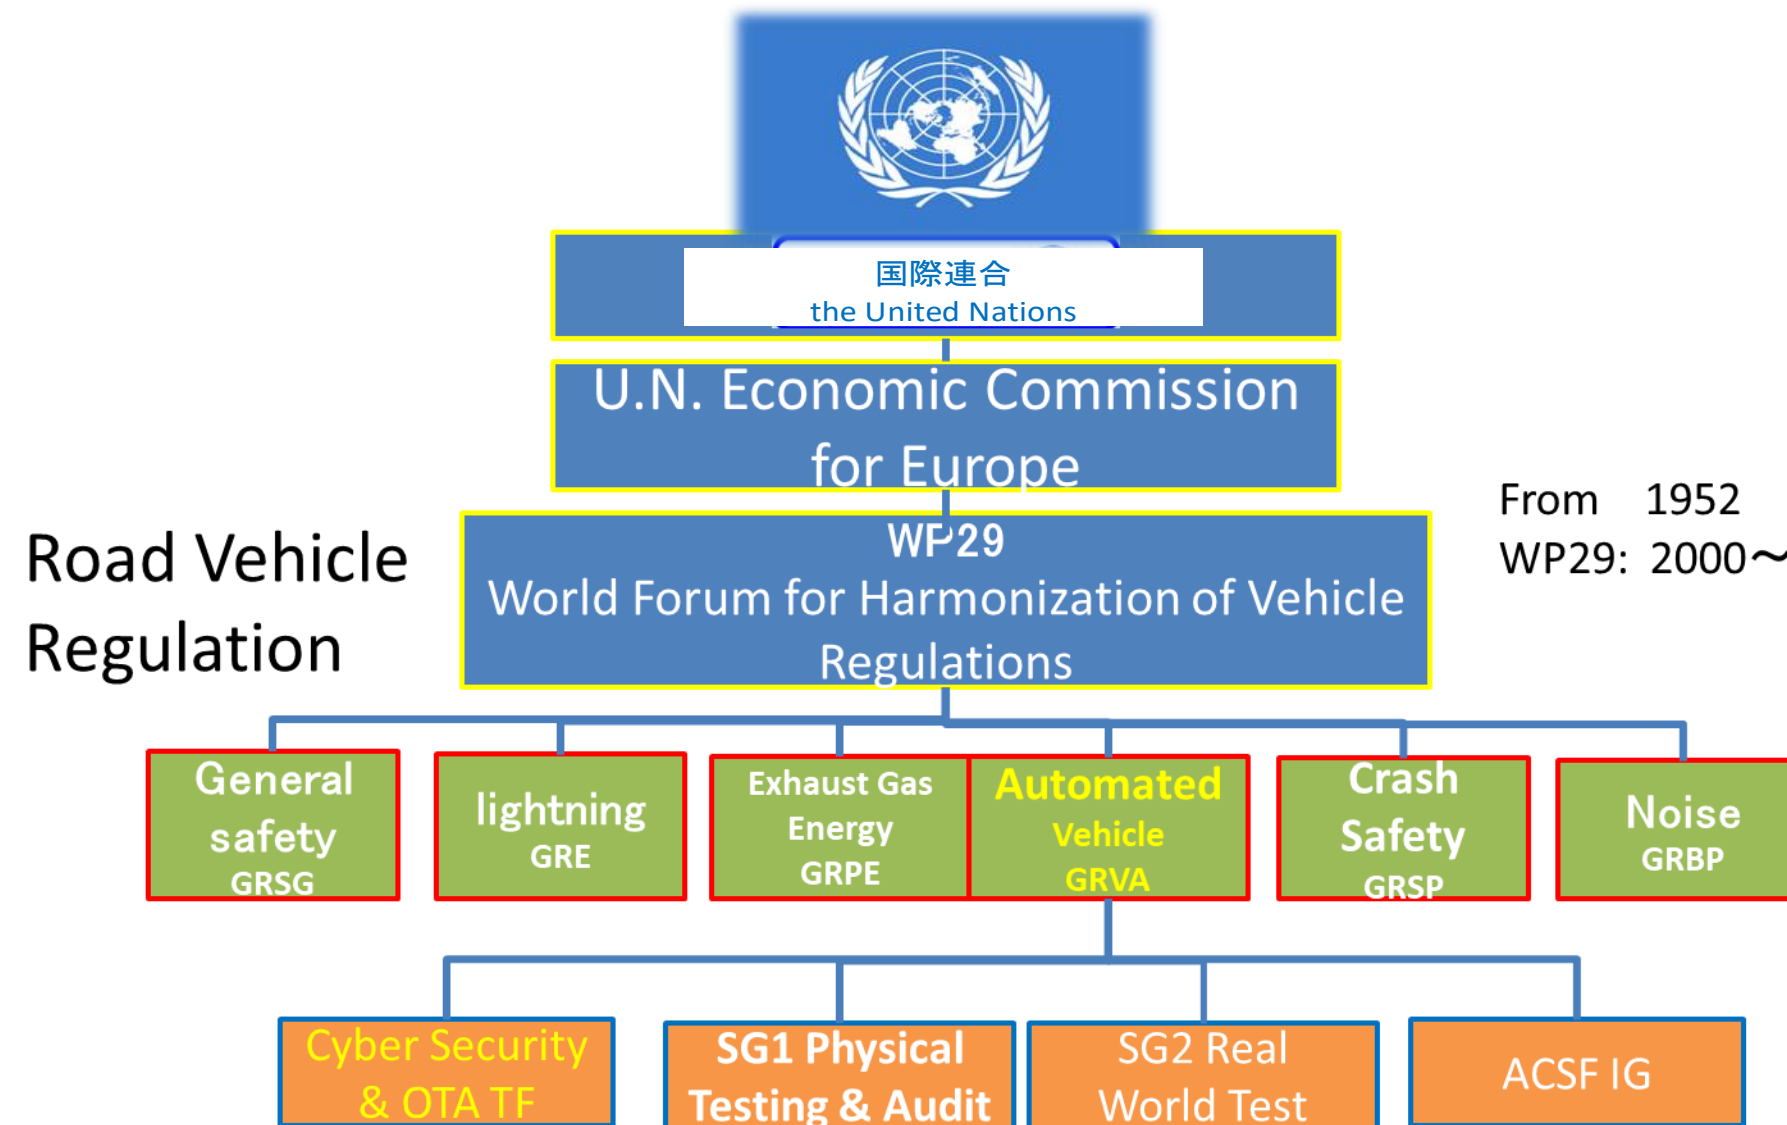 国際連合
the United Nations
U.N. Economic Commission
for Europe
Road Vehicle
Regulation
WP29
World Forum for Harmonization of Vehicle
Regulations
From 1952
WP29: 2000～
General
safety
GRSG
lightning
GRE
Exhaust Gas
Energy
GRPE
Automated
Vehicle
GRVA
Crash
Safety
GRSP
Noise
GRBP
Cyber Security
& OTA TF
SG1 Physical
Testing & Audit
SG2 Real
World Test
ACSF IG